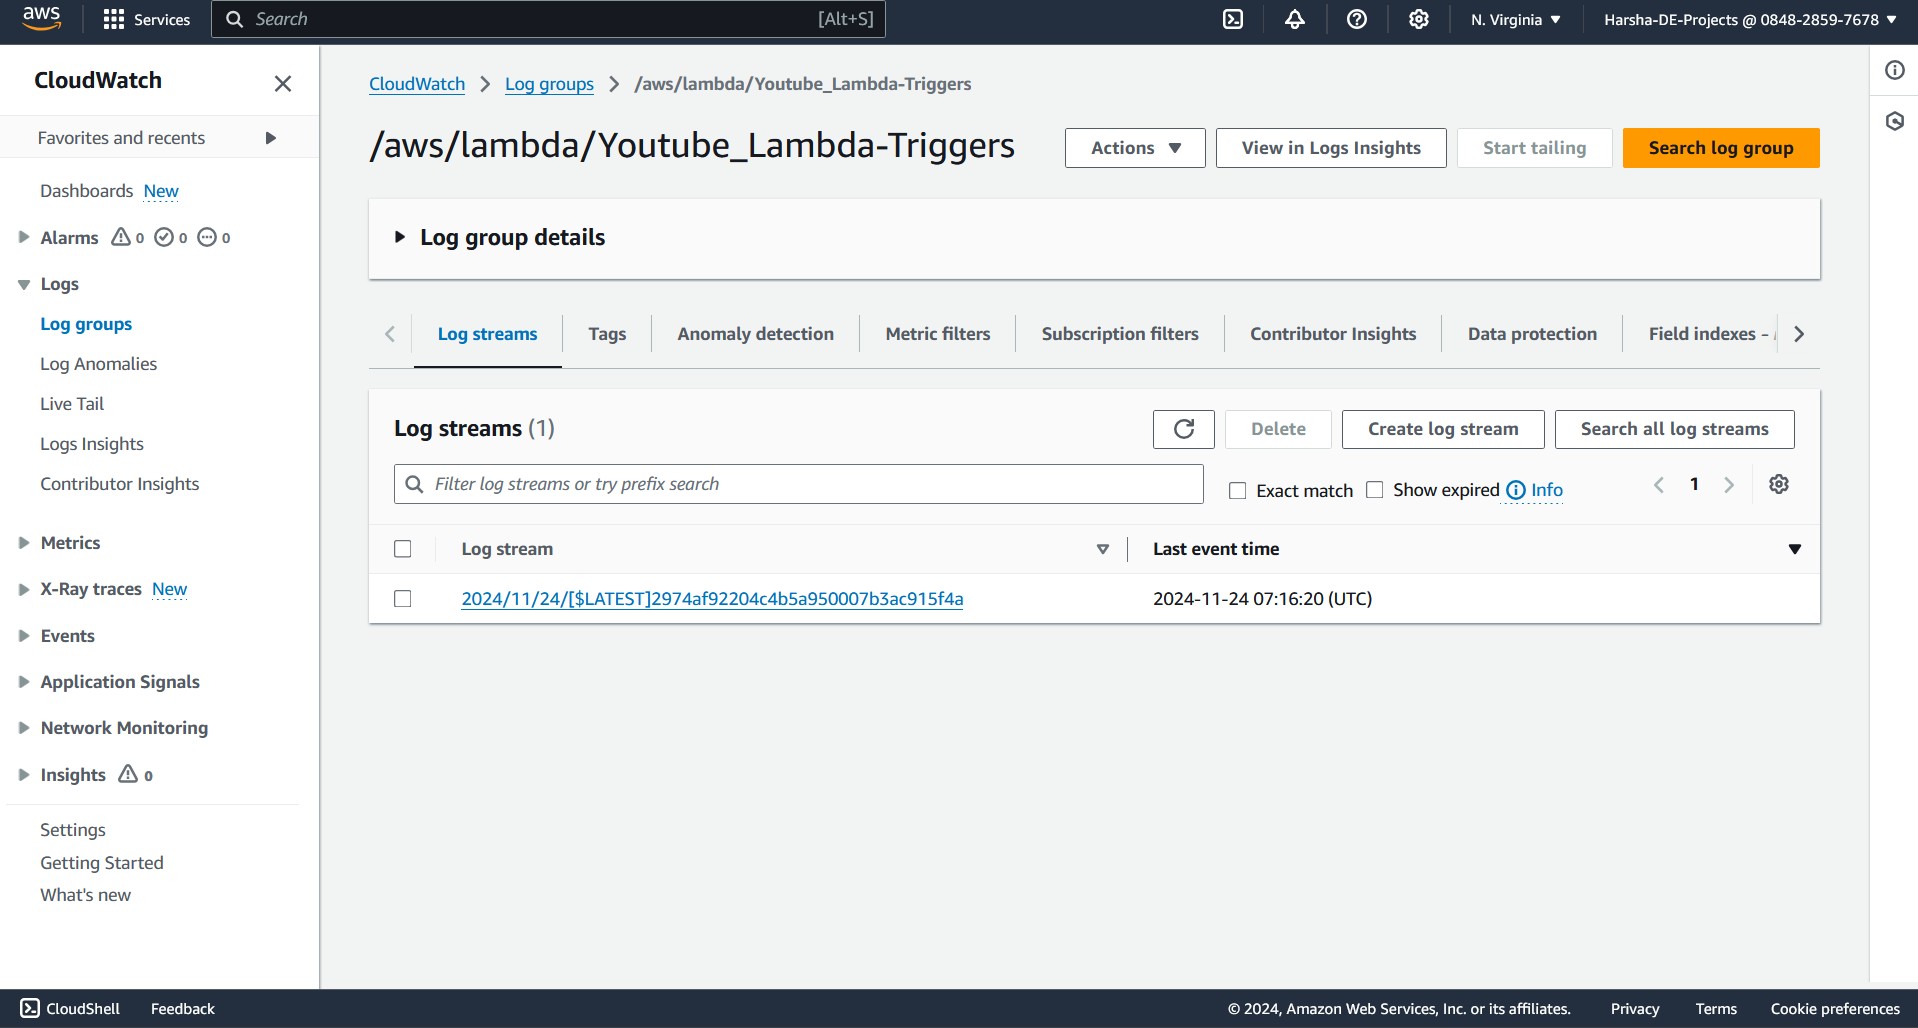 aws Services Search [Alt+S] N. Virginia Harsha-DE-Projects @ 0848-2859-7678
CloudWatch
Favorites and recents
Dashboards New
Alarms 0 0 0
Logs
Log groups
Log Anomalies
Live Tail
Logs Insights
Contributor Insights
Metrics
X-Ray traces New
Events
Application Signals
Network Monitoring
Insights 0
Settings
Getting Started
What's new
CloudWatch Log groups /aws/lambda/Youtube_Lambda-Triggers
/aws/lambda/Youtube_Lambda-Triggers Actions View in Logs Insights Start tailing Search log group
Log group details
Log streams Tags Anomaly detection Metric filters Subscription filters Contributor Insights Data protection Field indexes -
Log streams (1) Delete Create log stream Search all log streams
Filter log streams or try prefix search Exact match Show expired Info 1
Log stream Last event time
2024/11/24/[$LATEST]2974af92204c4b5a950007b3ac915f4a 2024-11-24 07:16:20 (UTC)
CloudShell Feedback © 2024, Amazon Web Services, Inc. or its affiliates. Privacy Terms Cookie preferences